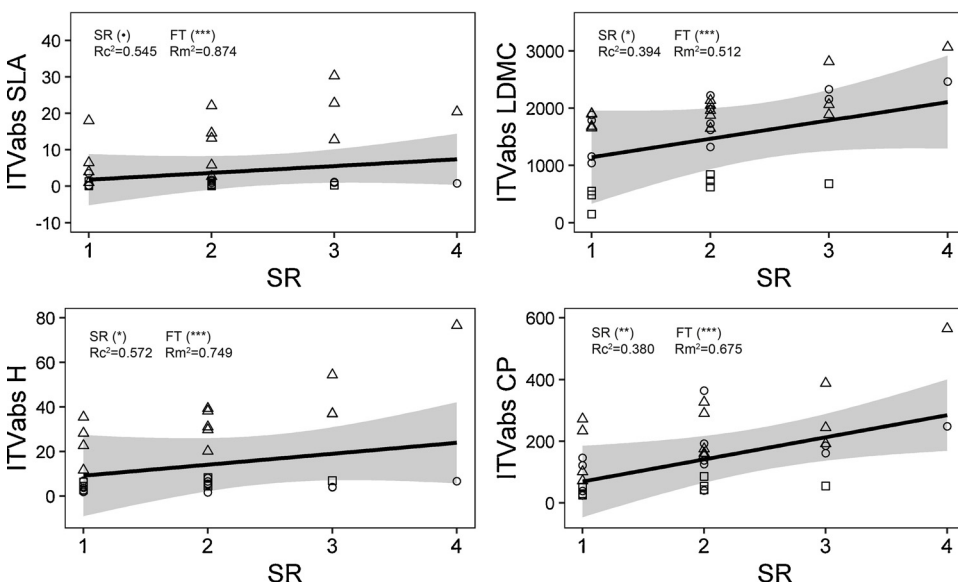 SR (•) FT (***)
Rc²=0.545 Rm²=0.874
ITVabs SLA
40
30
20
10
0
-10
1 2 3 4
SR
SR (*) FT (***)
Rc²=0.394 Rm²=0.512
ITVabs LDMC
3000
2000
1000
0
1 2 3 4
SR
SR (*) FT (***)
Rc²=0.572 Rm²=0.749
ITVabs H
80
60
40
20
0
1 2 3 4
SR
SR (**) FT (***)
Rc²=0.380 Rm²=0.675
ITVabs CP
600
400
200
0
1 2 3 4
SR